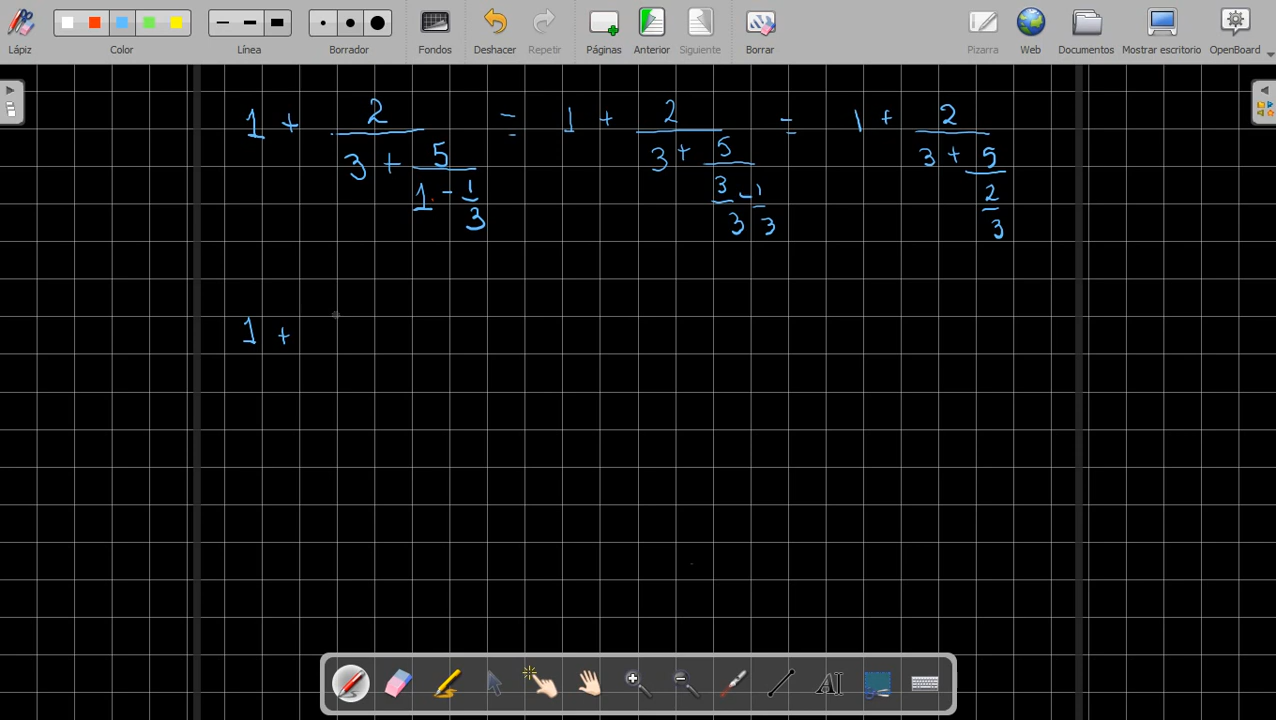 Lápiz Color Línea Borrador Fondos Deshacer Repetir Páginas Anterior Siguiente Borrar Pizarra Web Documentos Mostrar escritorio OpenBoard
1 + 2 = 1 + 2 = 1 + 2
3 + 5 3 + 5 3 + 5
1 - 1 3 - 1 2
3 3 3 3
1 +
AI